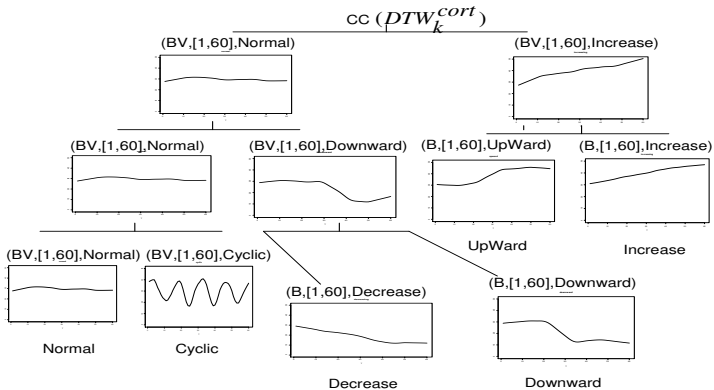 CC (DTW_k^cort)
(BV,[1,60],Normal)
(BV,[1,60],Increase)
(BV,[1,60],Normal)
(BV,[1,60],Downward)
(B,[1,60],UpWard)
(B,[1,60],Increase)
UpWard
Increase
(BV,[1,60],Normal)
(BV,[1,60],Cyclic)
(B,[1,60],Decrease)
(B,[1,60],Downward)
Normal
Cyclic
Decrease
Downward